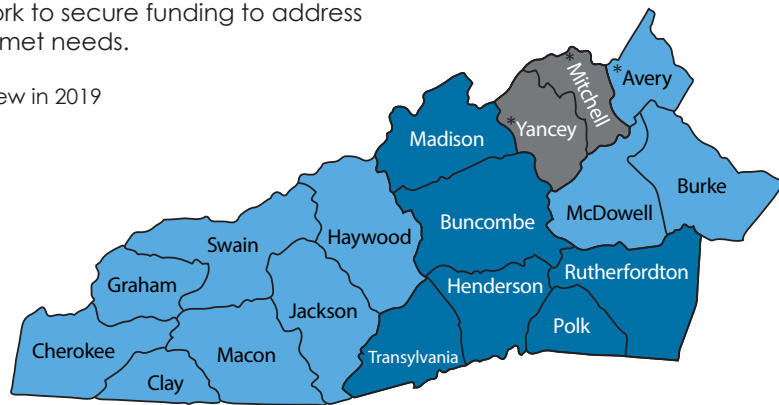 rk to secure funding to address
met needs.
ew in 2019
*Mitchell
*Avery
*Yancey
Madison
Burke
McDowell
Buncombe
Haywood
Swain
Rutherfordton
Graham
Henderson
Jackson
Polk
Cherokee
Macon
Transylvania
Clay